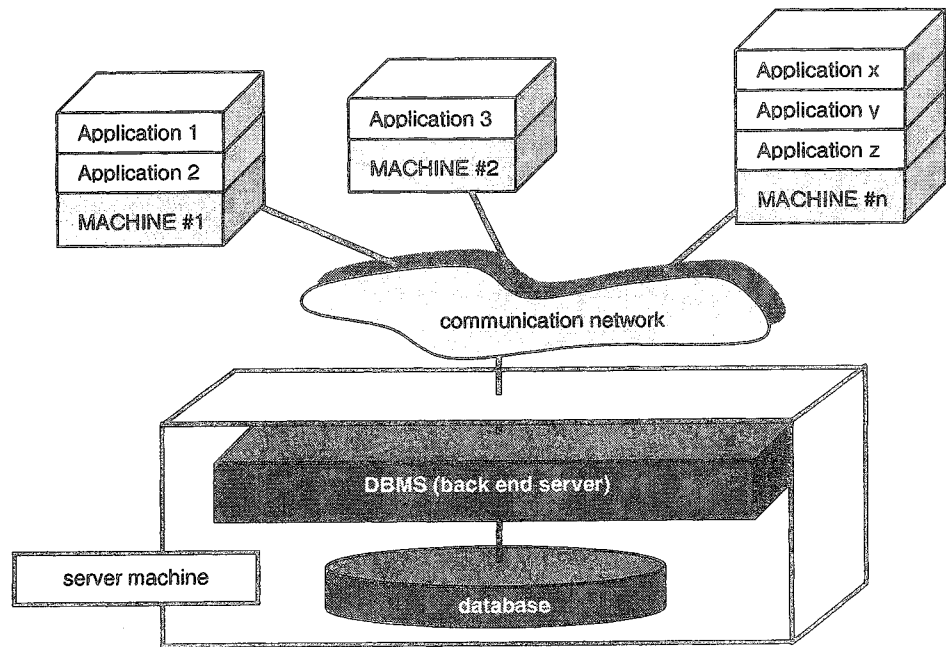 Application 1
Application 2
MACHINE #1
Application 3
MACHINE #2
Application x
Application y
Application z
MACHINE #n
communication network
DBMS (back end server)
server machine
database